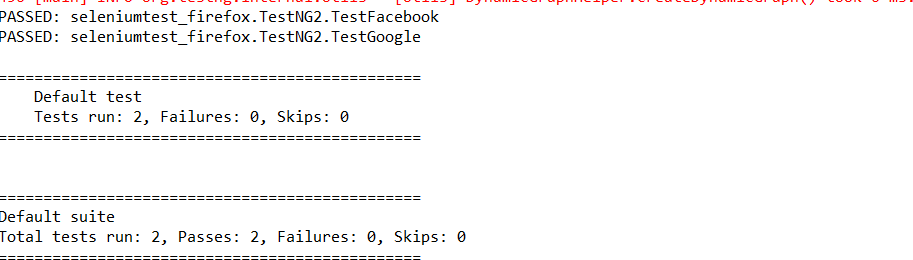 PASSED: seleniumtest_firefox.TestNG2.TestFacebook
PASSED: seleniumtest_firefox.TestNG2.TestGoogle
===============================================
    Default test
    Tests run: 2, Failures: 0, Skips: 0
===============================================
===============================================
Default suite
Total tests run: 2, Passes: 2, Failures: 0, Skips: 0
===============================================